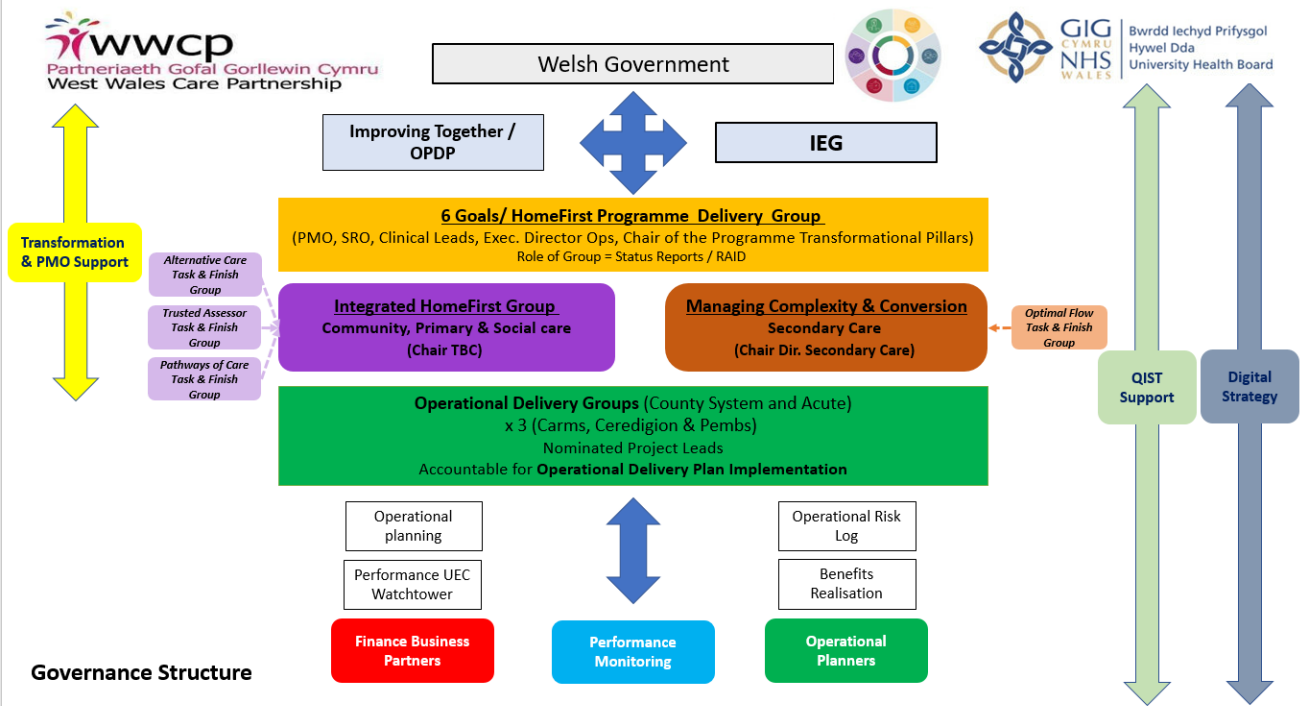 wwcp
Partneriaeth Gofal Gorllewin Cymru
West Wales Care Partnership
Welsh Government
GIG
CYMRU
NHS
WALES
Bwrdd Iechyd Prifysgol
Hywel Dda
University Health Board
Improving Together /
OPDP
IEG
6 Goals/ HomeFirst Programme Delivery Group
(PMO, SRO, Clinical Leads, Exec. Director Ops, Chair of the Programme Transformational Pillars)
Role of Group = Status Reports / RAID
Transformation
& PMO Support
Alternative Care
Task & Finish
Group
Trusted Assessor
Task & Finish
Group
Pathways of Care
Task & Finish
Group
Integrated HomeFirst Group
Community, Primary & Social care
(Chair TBC)
Managing Complexity & Conversion
Secondary Care
(Chair Dir. Secondary Care)
Optimal Flow
Task & Finish
Group
QIST
Support
Digital
Strategy
Operational Delivery Groups (County System and Acute)
x 3 (Carms, Ceredigion & Pembs)
Nominated Project Leads
Accountable for Operational Delivery Plan Implementation
Operational
planning
Performance UEC
Watchtower
Operational Risk
Log
Benefits
Realisation
Finance Business
Partners
Performance
Monitoring
Operational
Planners
Governance Structure